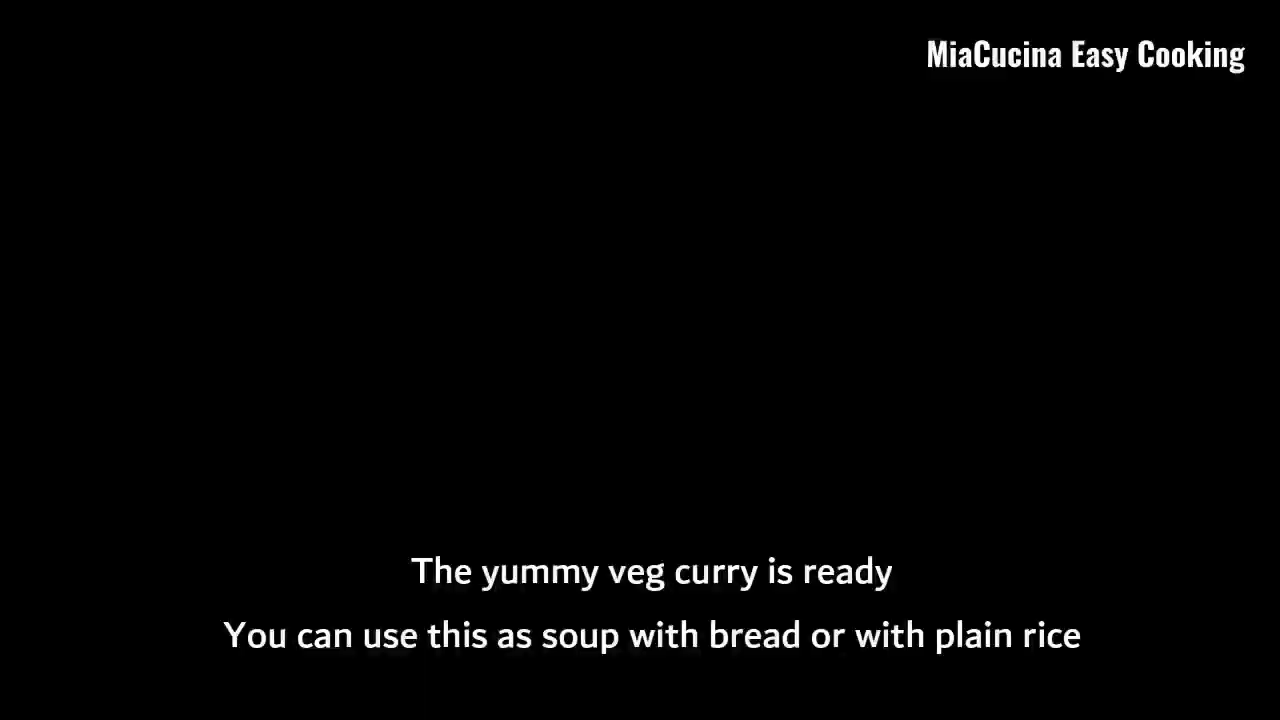 MiaCucina Easy Cooking
The yummy veg curry is ready
You can use this as soup with bread or with plain rice